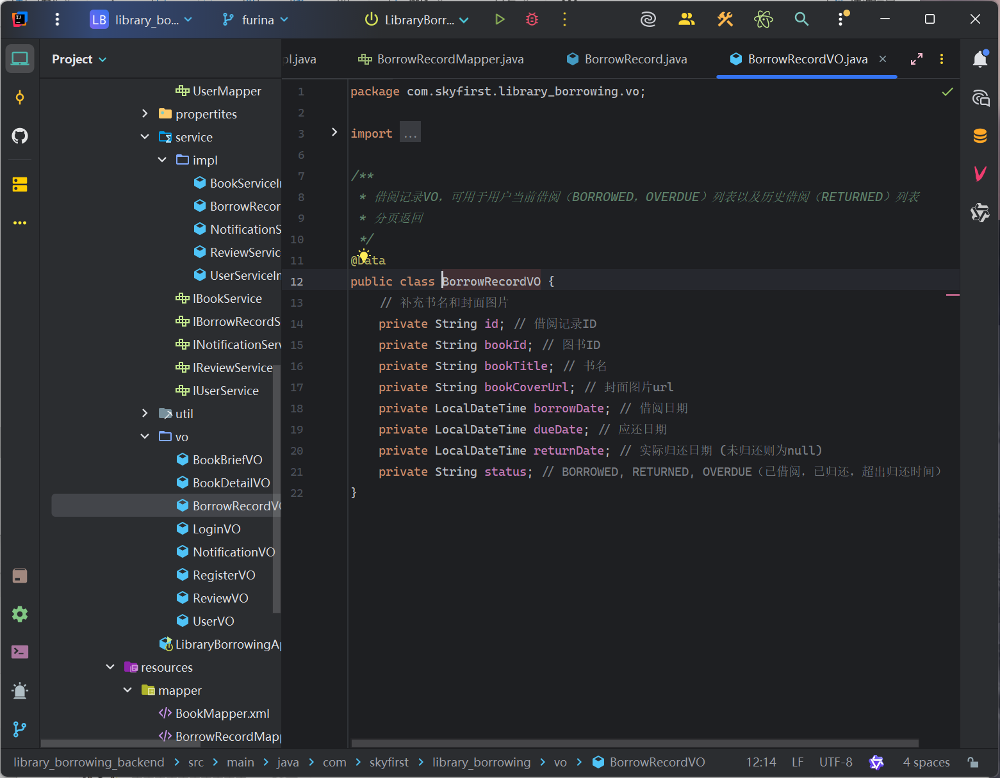 LB library_bo... furina LibraryBorr...
Project
pl.java BorrowRecordMapper.java BorrowRecord.java BorrowRecordVO.java
UserMapper
propertites
service
impl
BookServiceI
BorrowRecor
NotificationS
ReviewServic
UserServiceI
IBookService
IBorrowRecordS
INotificationServ
IReviewService
IUserService
util
vo
BookBriefVO
BookDetailVO
BorrowRecordVO
LoginVO
NotificationVO
RegisterVO
ReviewVO
UserVO
LibraryBorrowingAp
resources
mapper
BookMapper.xml
BorrowRecordMapp
1 package com.skyfirst.library_borrowing.vo;
2
3 import ...
6
7 /**
8 * 借阅记录VO，可用于用户当前借阅（BORROWED，OVERDUE）列表以及历史借阅（RETURNED）列表
9 * 分页返回
10 */
11 @Data
12 public class BorrowRecordVO {
13 // 补充书名和封面图片
14 private String id; // 借阅记录ID
15 private String bookId; // 图书ID
16 private String bookTitle; // 书名
17 private String bookCoverUrl; // 封面图片url
18 private LocalDateTime borrowDate; // 借阅日期
19 private LocalDateTime dueDate; // 应还日期
20 private LocalDateTime returnDate; // 实际归还日期 (未归还则为null)
21 private String status; // BORROWED, RETURNED, OVERDUE（已借阅，已归还，超出归还时间）
22 }
library_borrowing_backend > src > main > java > com > skyfirst > library_borrowing > vo > BorrowRecordVO 12:14 LF UTF-8 4 spaces